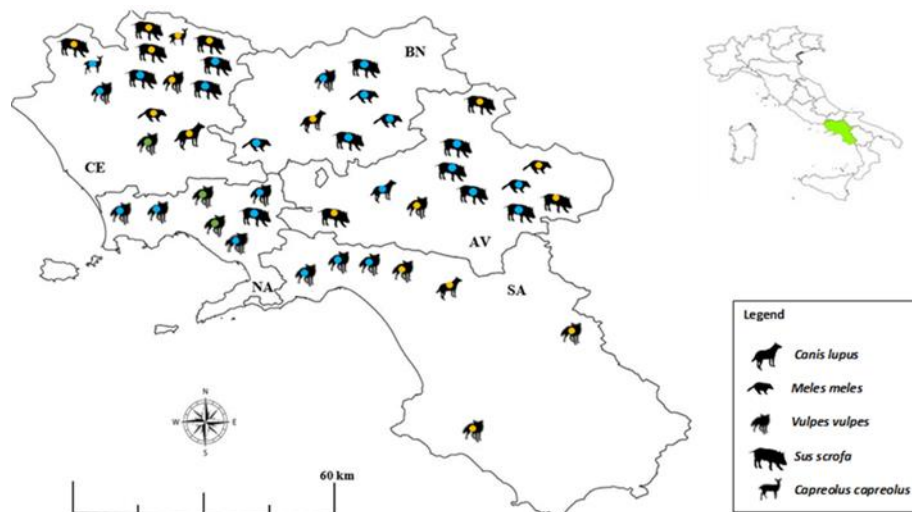 BN
CE
AV
NA
SA
N
W E
S
60 km
Legend
Canis lupus
Meles meles
Vulpes vulpes
Sus scrofa
Capreolus capreolus